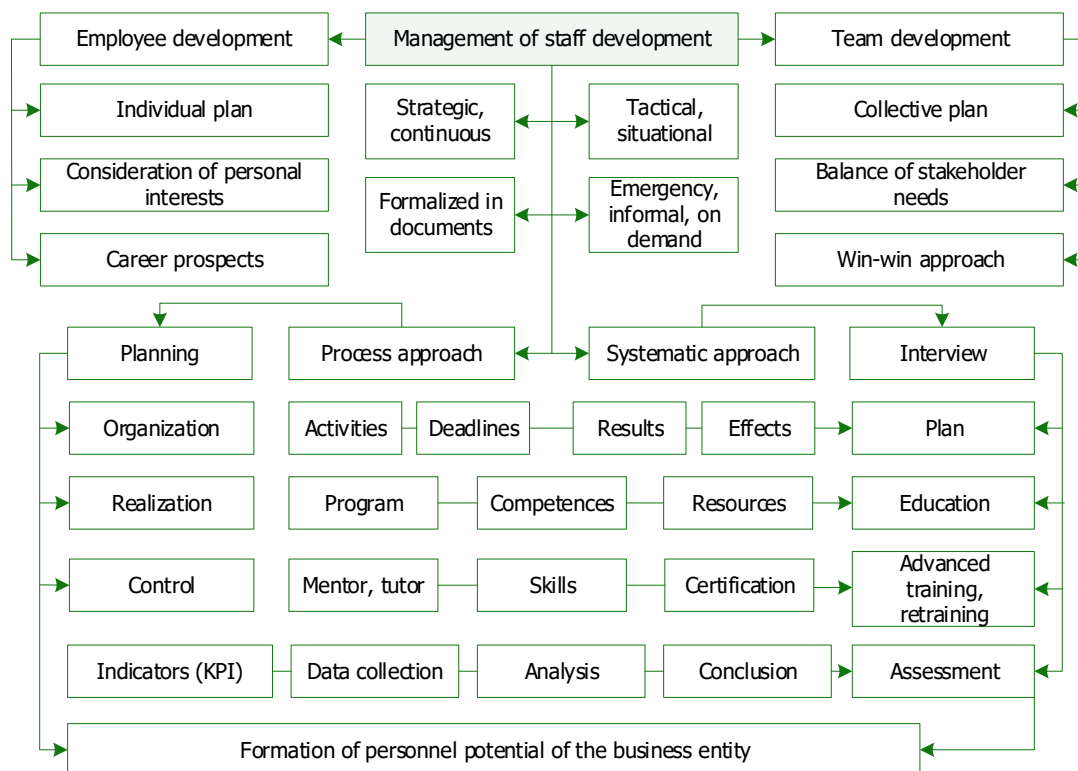 Employee development
Management of staff development
Team development
Individual plan
Strategic,
continuous
Tactical,
situational
Collective plan
Consideration of personal
interests
Formalized in
documents
Emergency,
informal, on
demand
Balance of stakeholder
needs
Career prospects
Win-win approach
Planning
Process approach
Systematic approach
Interview
Organization
Activities
Deadlines
Results
Effects
Plan
Realization
Program
Competences
Resources
Education
Control
Mentor, tutor
Skills
Certification
Advanced
training,
retraining
Indicators (KPI)
Data collection
Analysis
Conclusion
Assessment
Formation of personnel potential of the business entity